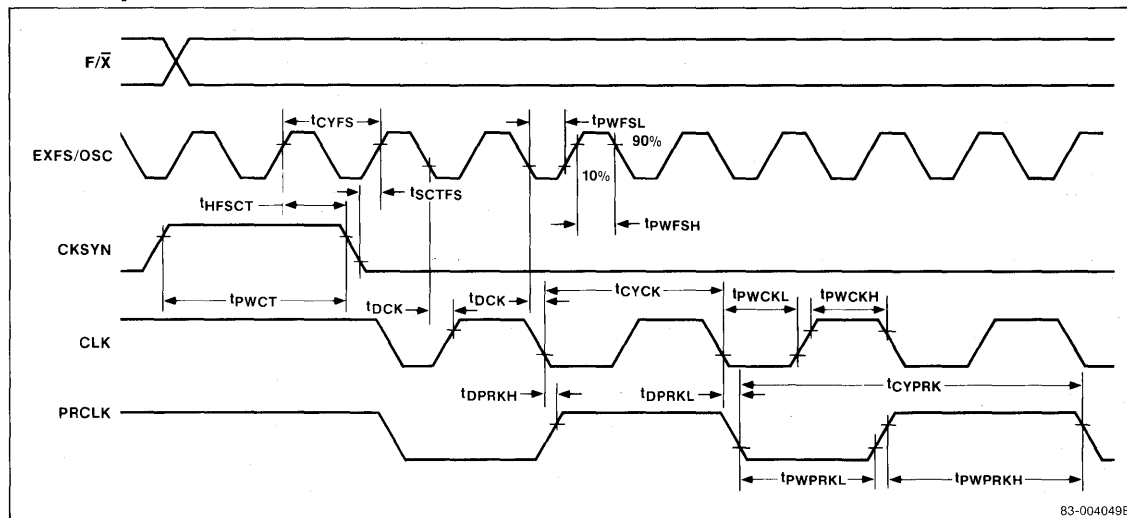 F/X̅
EXFS/OSC
tCYFS
tPWFSL
90%
10%
tSCTFS
tHFSCT
tPWFSH
CKSYN
tPWCT
tDCK
tDCK
tCYCK
tPWCKL
tPWCKH
CLK
tDPRKH
tDPRKL
tCYPRK
PRCLK
tPWPRKL
tPWPRKH
83-004049B